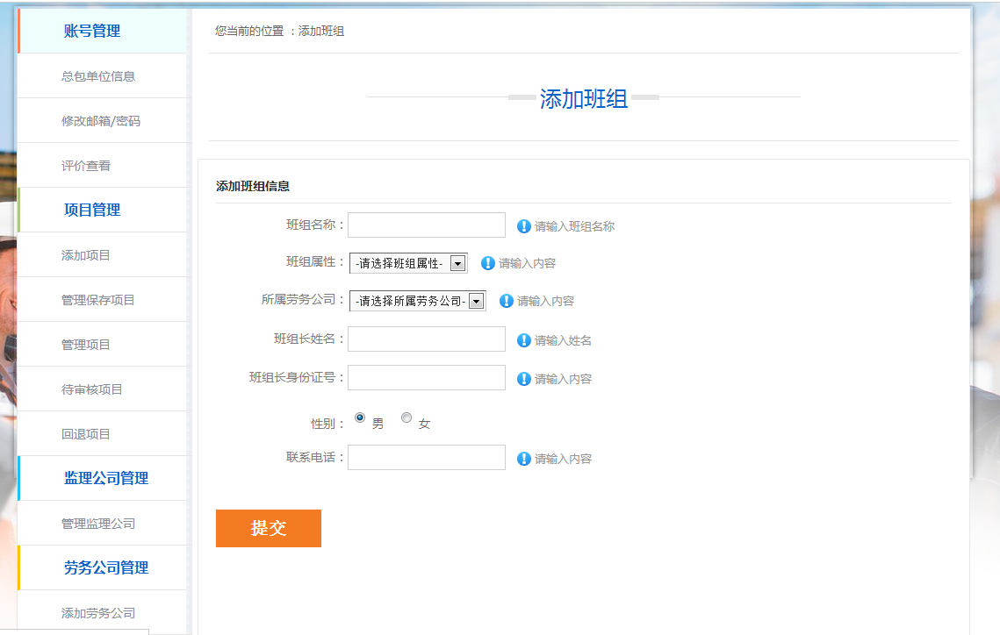 账号管理
总包单位信息
修改邮箱/密码
评价查看
项目管理
添加项目
管理保存项目
管理项目
待审核项目
回退项目
监理公司管理
管理监理公司
劳务公司管理
添加劳务公司
您当前的位置 ：添加班组
添加班组
添加班组信息
班组名称： 请输入班组名称
班组属性： -请选择班组属性- 请输入内容
所属劳务公司： -请选择所属劳务公司- 请输入内容
班组长姓名： 请输入姓名
班组长身份证号： 请输入内容
性别： 男 女
联系电话： 请输入内容
提交